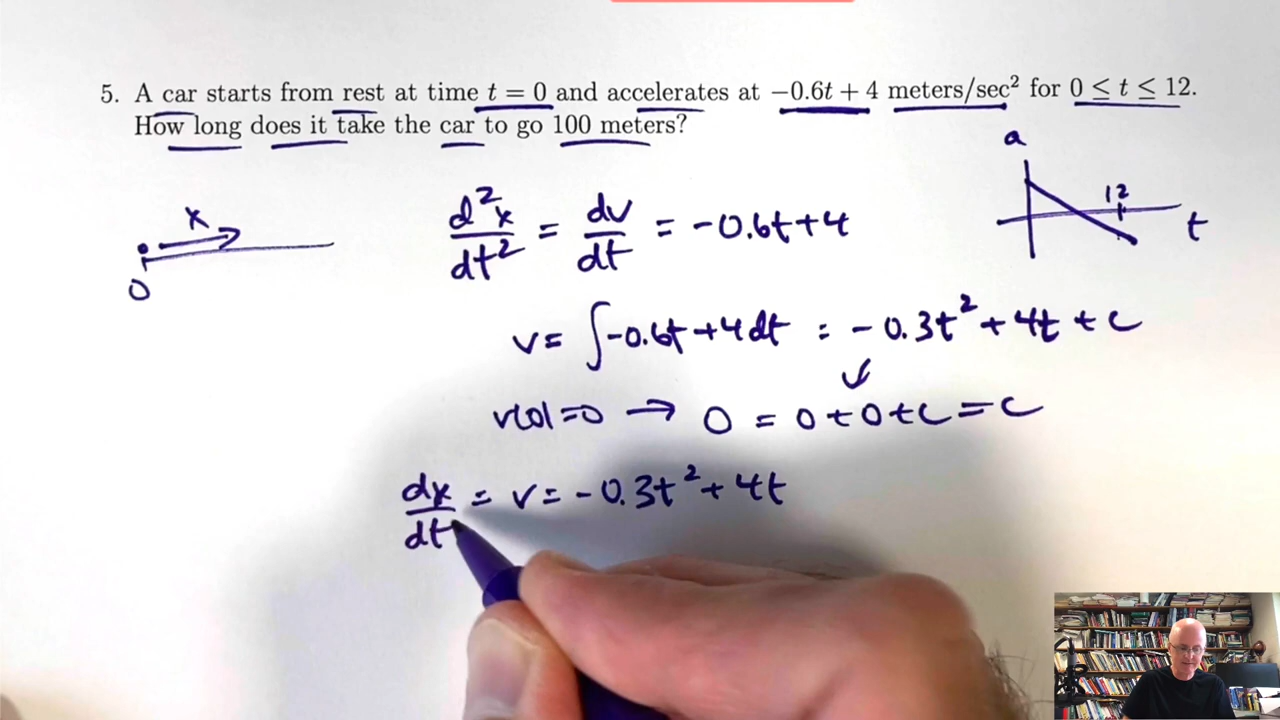 5. A car starts from rest at time t = 0 and accelerates at −0.6t + 4 meters/sec² for 0 ≤ t ≤ 12.
How long does it take the car to go 100 meters?
a
12
t
x
0
d²x/dt² = dv/dt = -0.6t+4
v= ∫-0.6t+4dt = -0.3t²+4t+c
v(0)=0 → 0 = 0+0+c=c
dx/dt = v= -0.3t²+4t